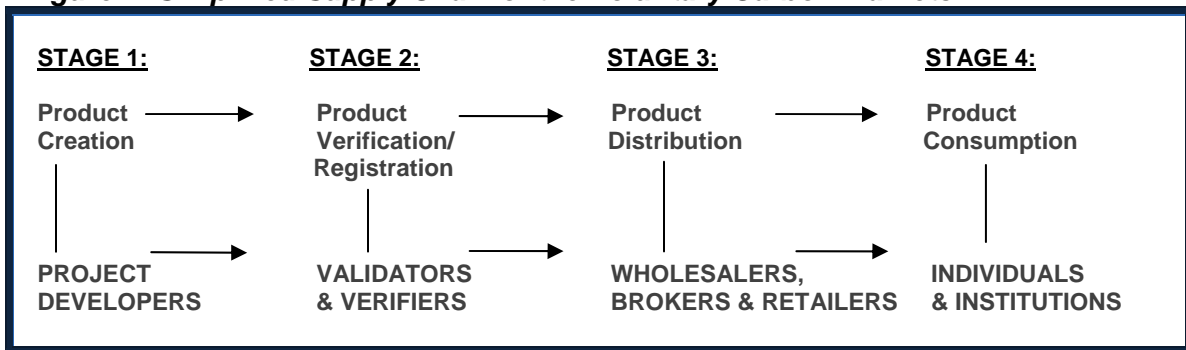 STAGE 1: STAGE 2: STAGE 3: STAGE 4:
Product Product Product Product
Creation Verification/ Distribution Consumption
Registration
PROJECT VALIDATORS WHOLESALERS, INDIVIDUALS
DEVELOPERS & VERIFIERS BROKERS & RETAILERS & INSTITUTIONS